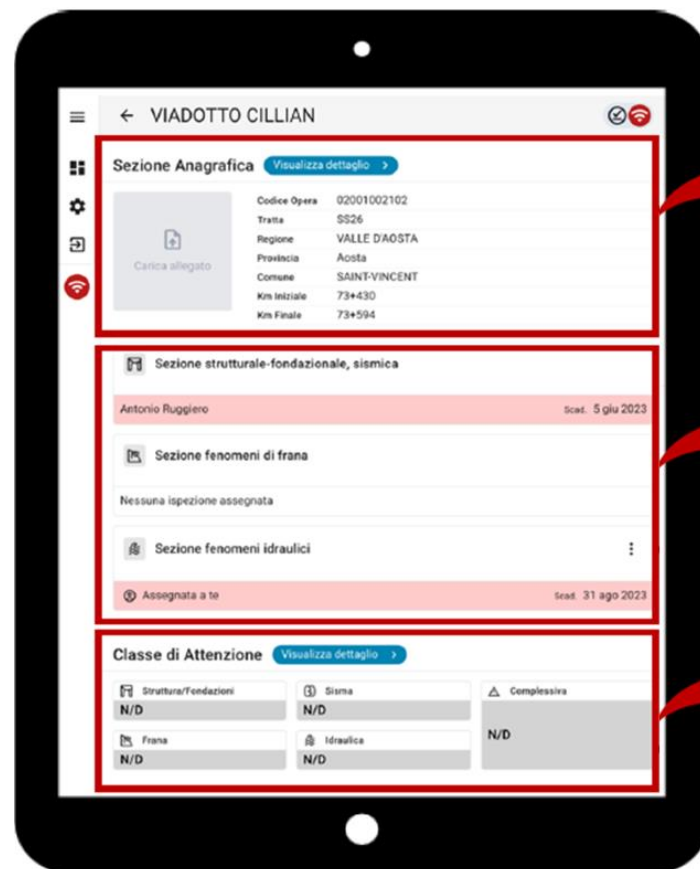 VIADOTTO CILLIAN
Sezione Anagrafica Visualizza dettaglio
Carica allegato
Codice Opera 02001002102
Tratta SS26
Regione VALLE D'AOSTA
Provincia Aosta
Comune SAINT-VINCENT
Km Iniziale 73+430
Km Finale 73+594
Sezione strutturale-fondazionale, sismica
Antonio Ruggiero Scad. 5 giu 2023
Sezione fenomeni di frana
Nessuna ispezione assegnata
Sezione fenomeni idraulici
Assegnata a te Scad. 31 ago 2023
Classe di Attenzione Visualizza dettaglio
Struttura/Fondazioni Sisma Complessiva
N/D N/D
N/D
Frana Idraulica
N/D N/D